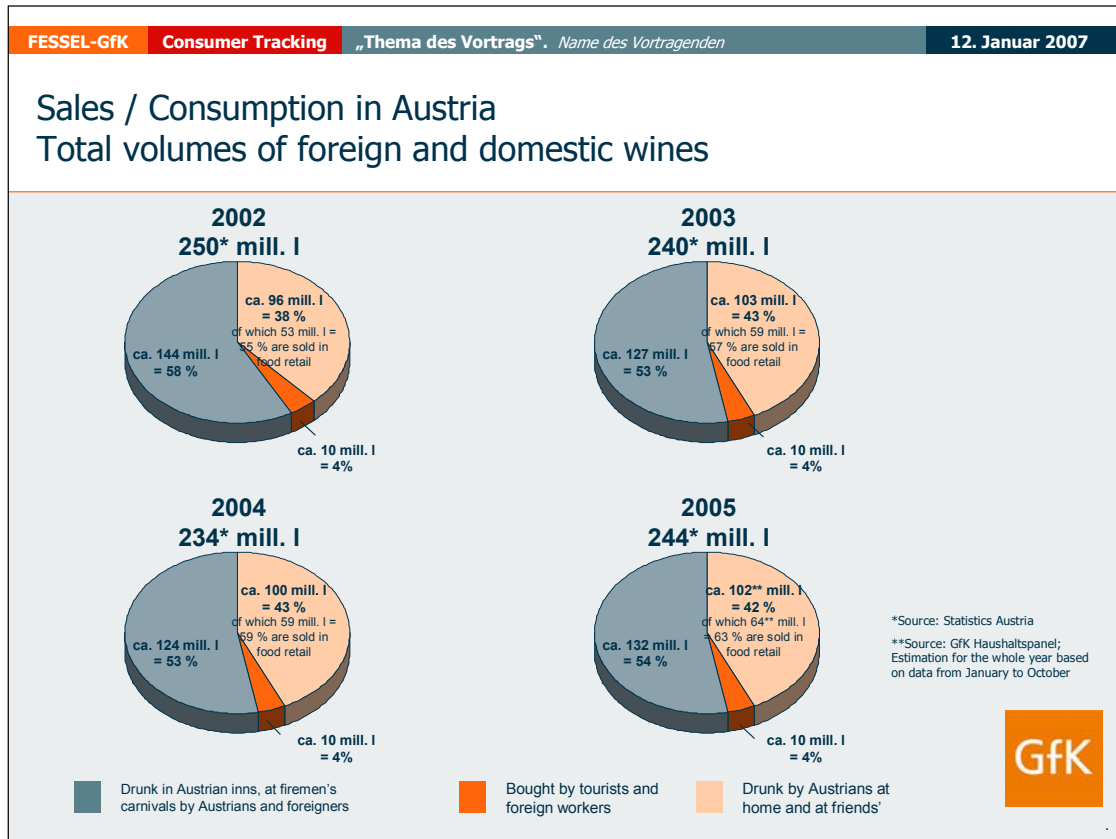 FESSEL-GfK Consumer Tracking „Thema des Vortrags“. Name des Vortragenden 12. Januar 2007
Sales / Consumption in Austria
Total volumes of foreign and domestic wines
2002
250* mill. l
ca. 96 mill. l
= 38 %
of which 53 mill. l =
55 % are sold in
food retail
ca. 144 mill. l
= 58 %
ca. 10 mill. l
= 4%
2003
240* mill. l
ca. 103 mill. l
= 43 %
of which 59 mill. l =
57 % are sold in
food retail
ca. 127 mill. l
= 53 %
ca. 10 mill. l
= 4%
2004
234* mill. l
ca. 100 mill. l
= 43 %
of which 59 mill. l =
59 % are sold in
food retail
ca. 124 mill. l
= 53 %
ca. 10 mill. l
= 4%
2005
244* mill. l
ca. 102** mill. l
= 42 %
of which 64** mill. l
= 63 % are sold in
food retail
ca. 132 mill. l
= 54 %
ca. 10 mill. l
= 4%
*Source: Statistics Austria
**Source: GfK Haushaltspanel;
Estimation for the whole year based
on data from January to October
GfK
Drunk in Austrian inns, at firemen’s
carnivals by Austrians and foreigners
Bought by tourists and
foreign workers
Drunk by Austrians at
home and at friends’
.